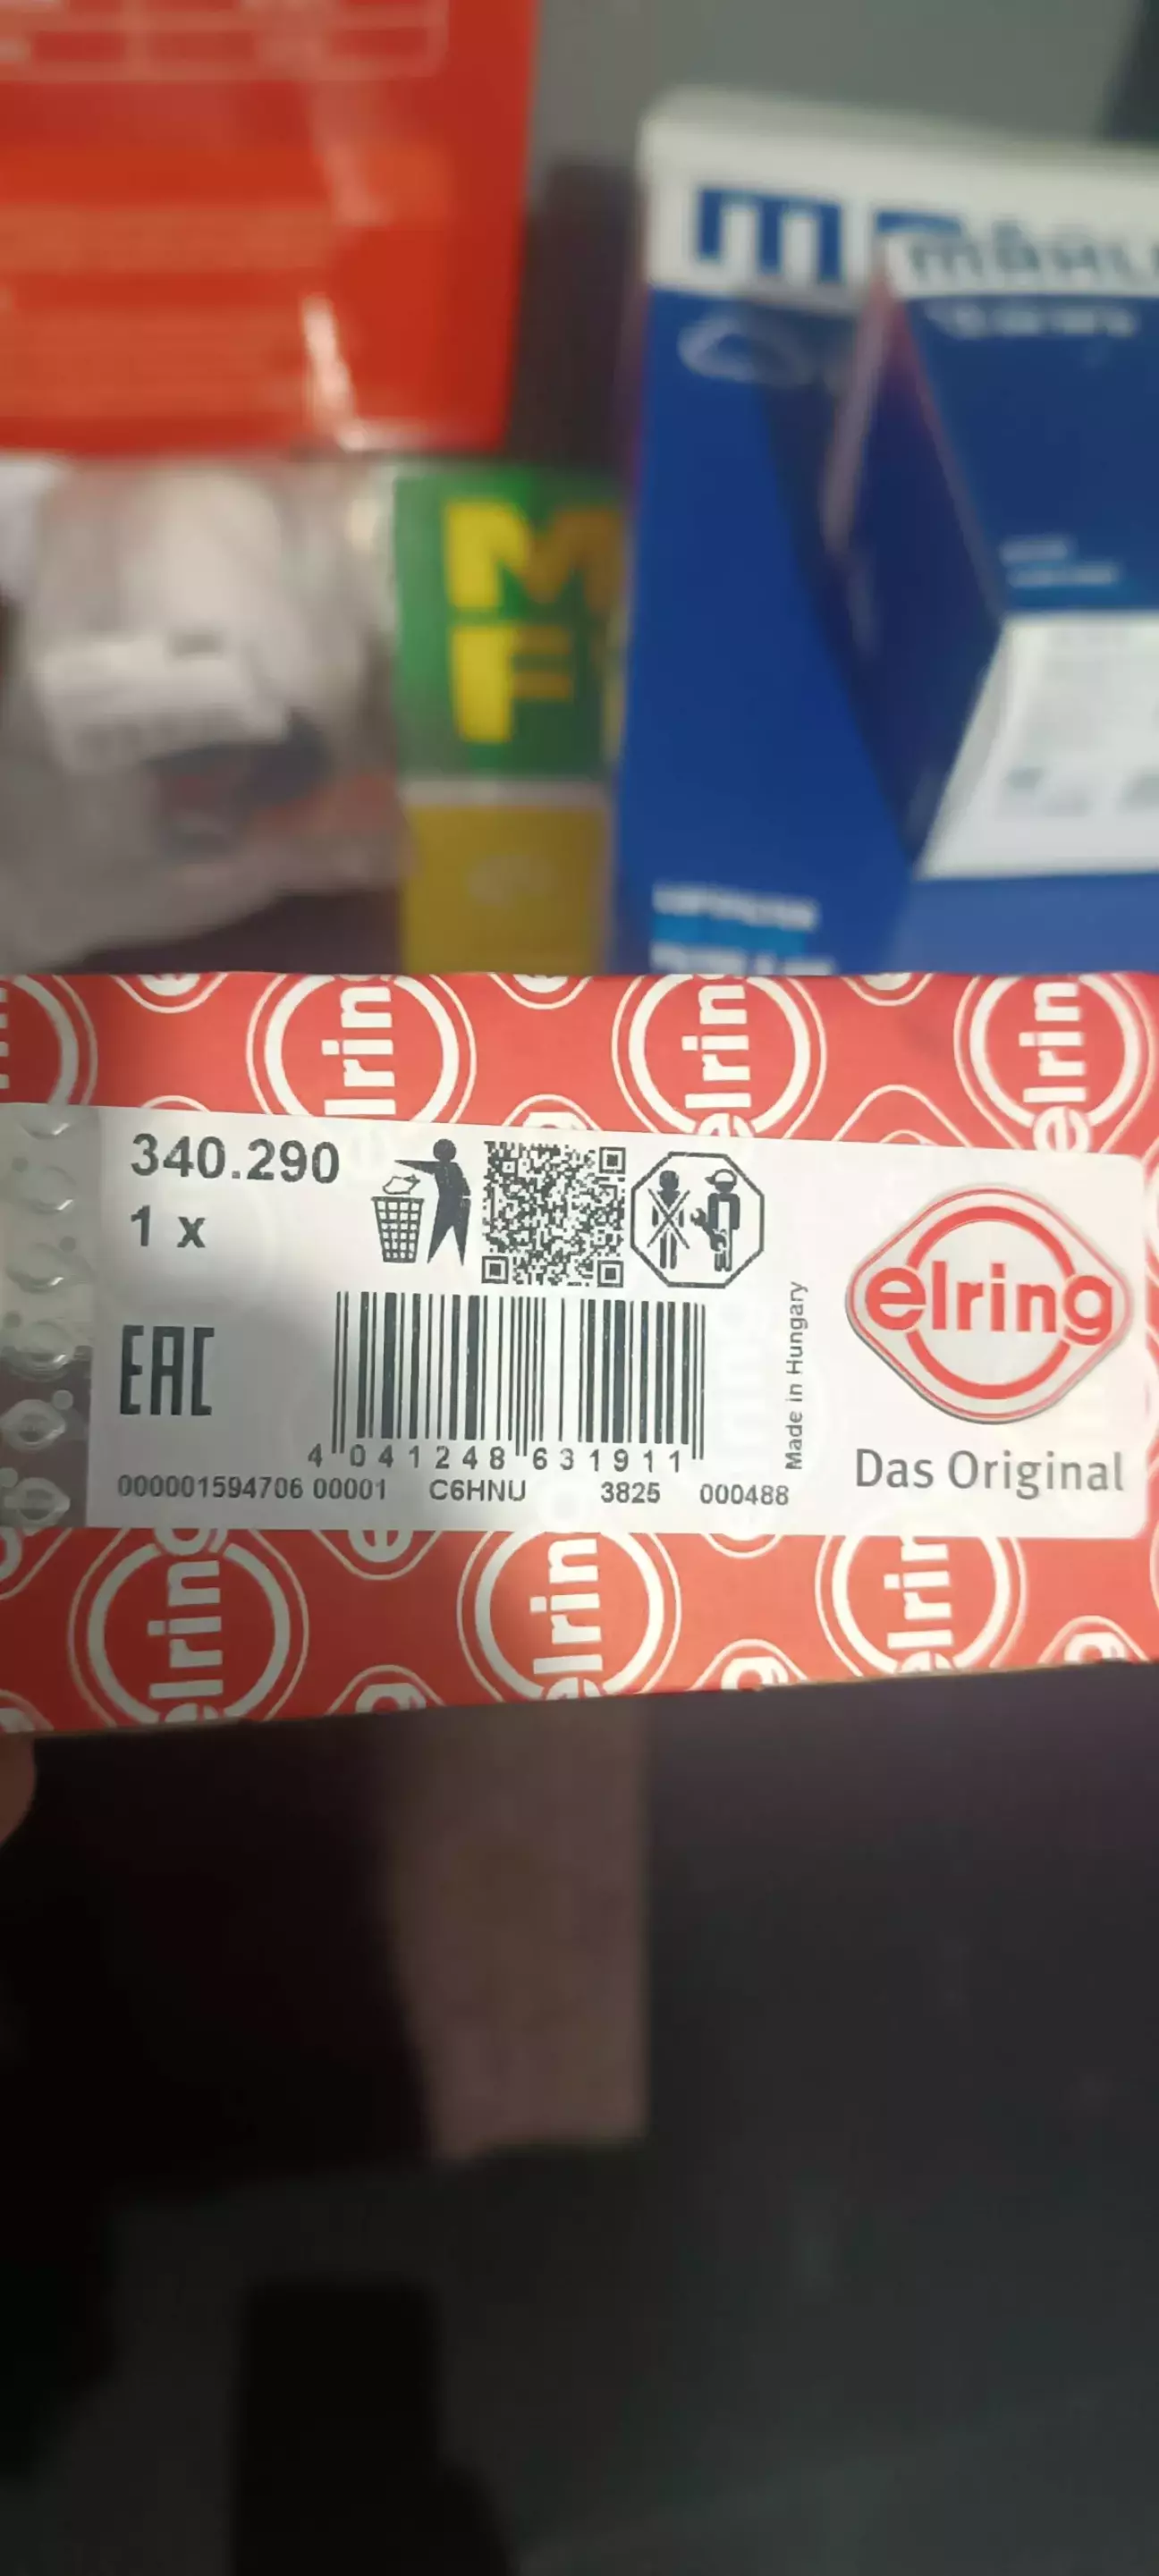 M
F
340.290
1 x
EAC
4 041248 631911
000001594706 00001 C6HNU 3825 000488
Made in Hungary
elring
Das Original